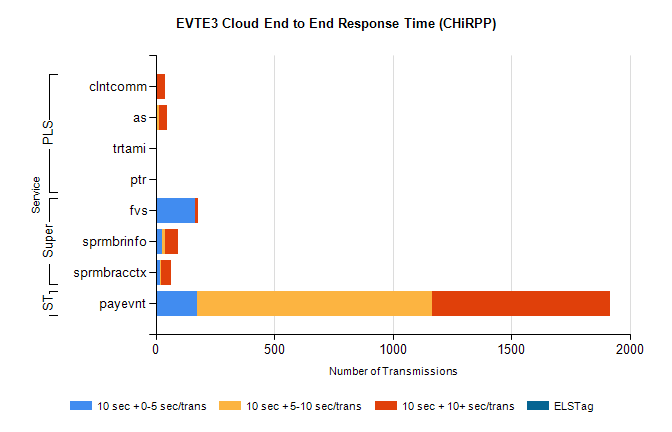 EVTE3 Cloud End to End Response Time (CHiRPP)
clntcomm
as
trtami
ptr
fvs
sprmbrinfo
sprmbracctx
payevnt
PLS
Super
ST
Service
0 500 1000 1500 2000
Number of Transmissions
10 sec +0-5 sec/trans 10 sec +5-10 sec/trans 10 sec + 10+ sec/trans ELSTag